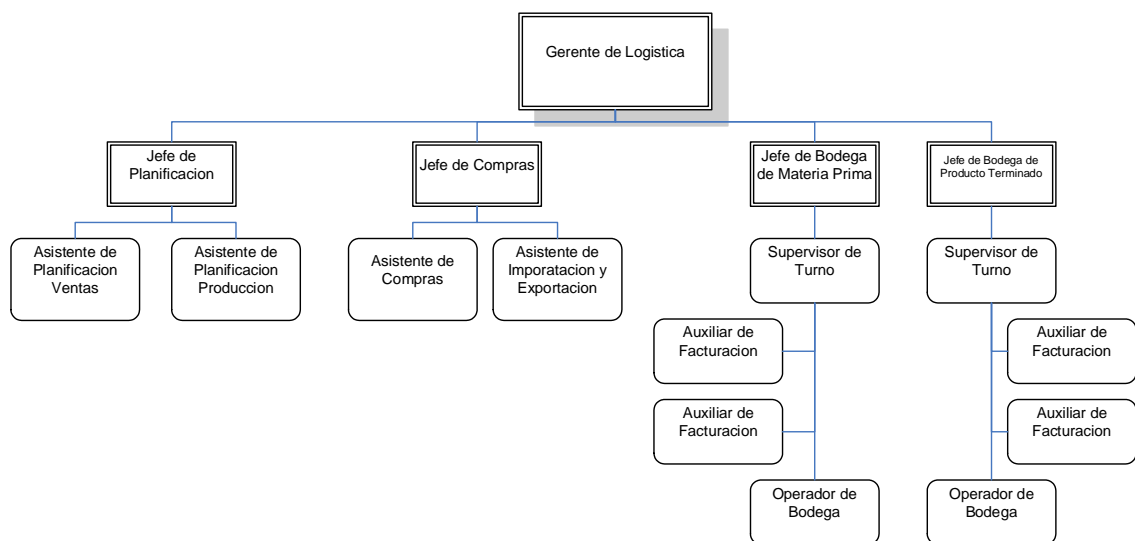 Gerente de Logistica
Jefe de
Planificacion
Jefe de Compras
Jefe de Bodega
de Materia Prima
Jefe de Bodega de
Producto Terminado
Asistente de
Planificacion
Ventas
Asistente de
Planificacion
Produccion
Asistente de
Compras
Asistente de
Imporatacion y
Exportacion
Supervisor de
Turno
Supervisor de
Turno
Auxiliar de
Facturacion
Auxiliar de
Facturacion
Auxiliar de
Facturacion
Auxiliar de
Facturacion
Operador de
Bodega
Operador de
Bodega